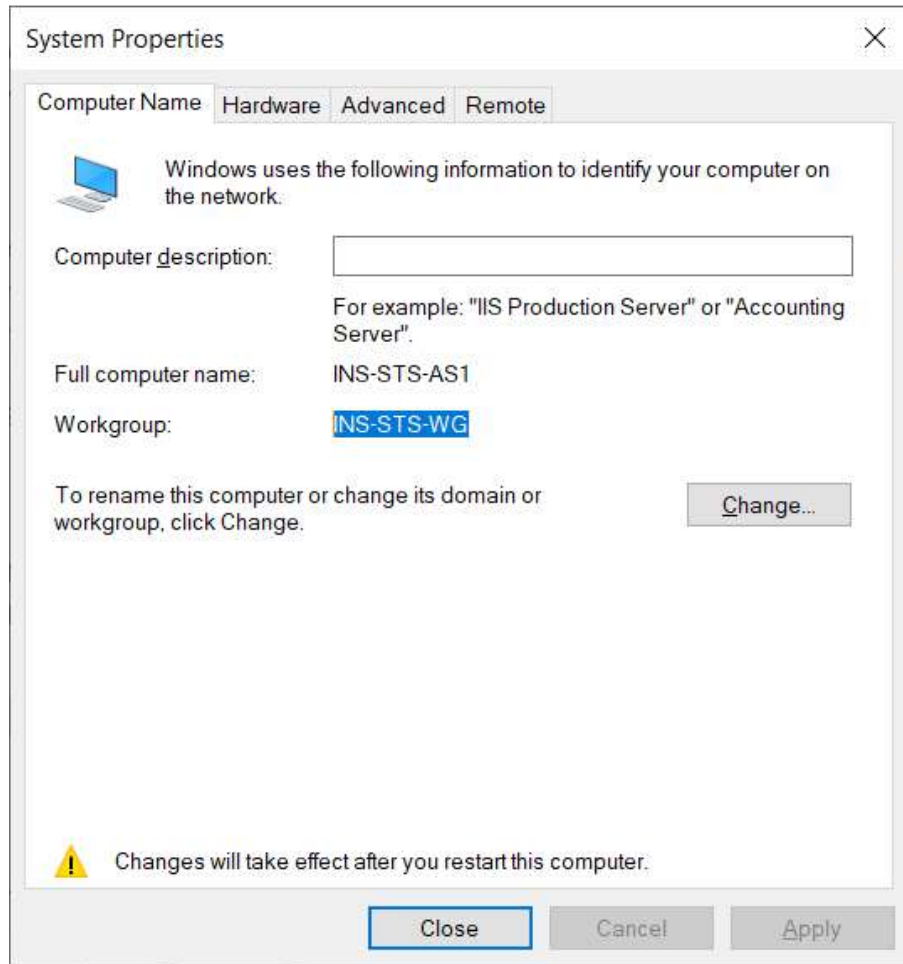 System Properties
Computer Name Hardware Advanced Remote
Windows uses the following information to identify your computer on
the network.
Computer description:
For example: "IIS Production Server" or "Accounting
Server".
Full computer name: INS-STS-AS1
Workgroup: INS-STS-WG
To rename this computer or change its domain or
workgroup, click Change.
Change...
Changes will take effect after you restart this computer.
Close Cancel Apply